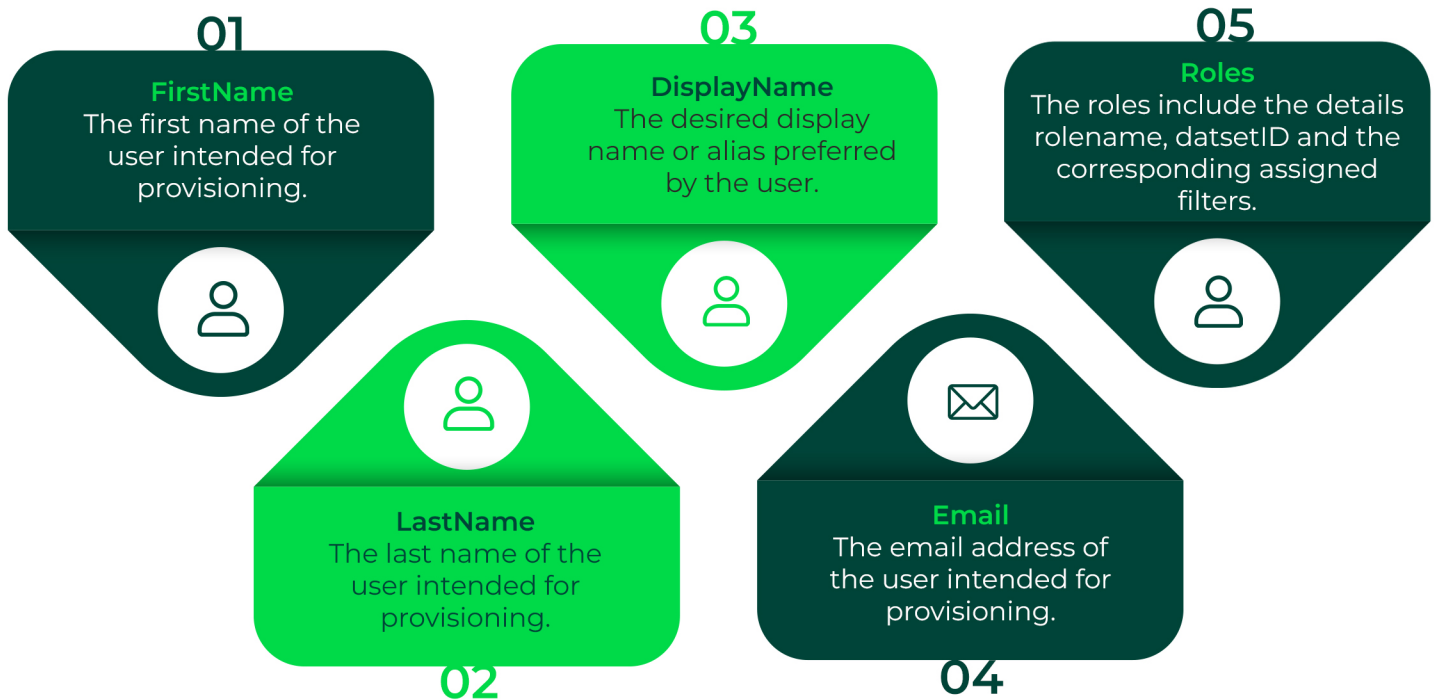 01
FirstName
The first name of the
user intended for
provisioning.
02
LastName
The last name of the
user intended for
provisioning.
03
DisplayName
The desired display
name or alias preferred
by the user.
04
Email
The email address of
the user intended for
provisioning.
05
Roles
The roles include the details
rolename, datsetID and the
corresponding assigned
filters.